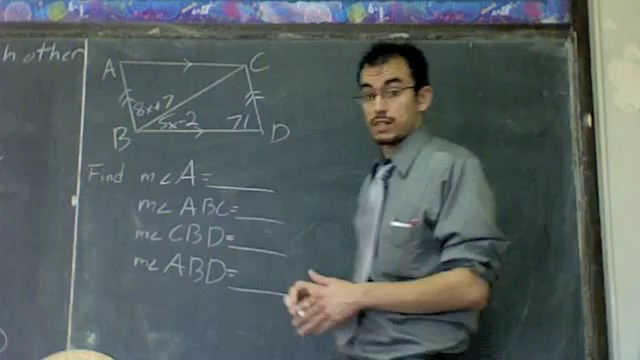 h other
A
C
8x+7
5x-2
71
B
D
Find m∠A=
m∠ABC=
m∠CBD=
m∠ABD=